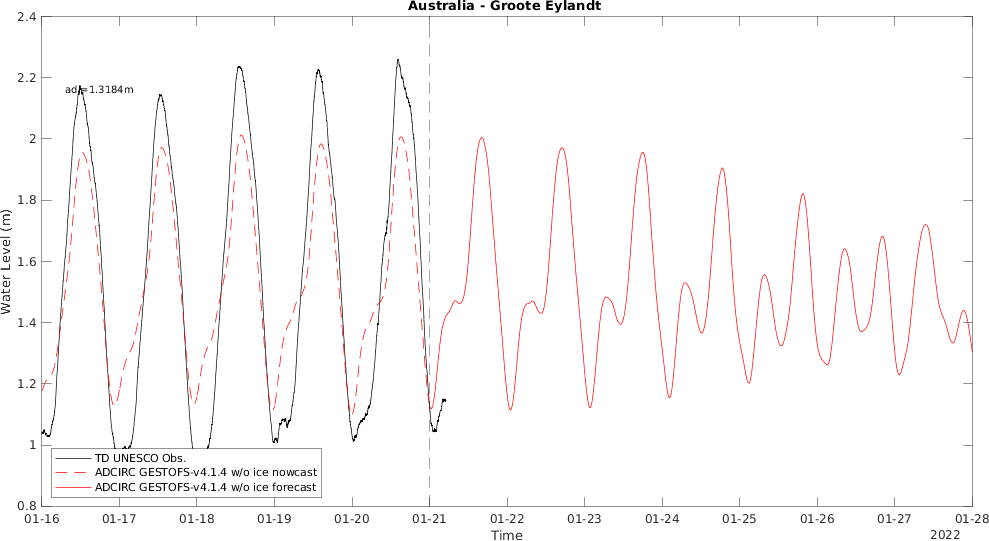 Australia - Groote Eylandt
2.4
2.2
2
1.8
1.6
1.4
1.2
1
0.8
Water Level (m)
ad =1.3184m
TD UNESCO Obs.
ADCIRC GESTOFS-v4.1.4 w/o ice nowcast
ADCIRC GESTOFS-v4.1.4 w/o ice forecast
01-16 01-17 01-18 01-19 01-20 01-21 01-22 01-23 01-24 01-25 01-26 01-27 01-28
Time
2022